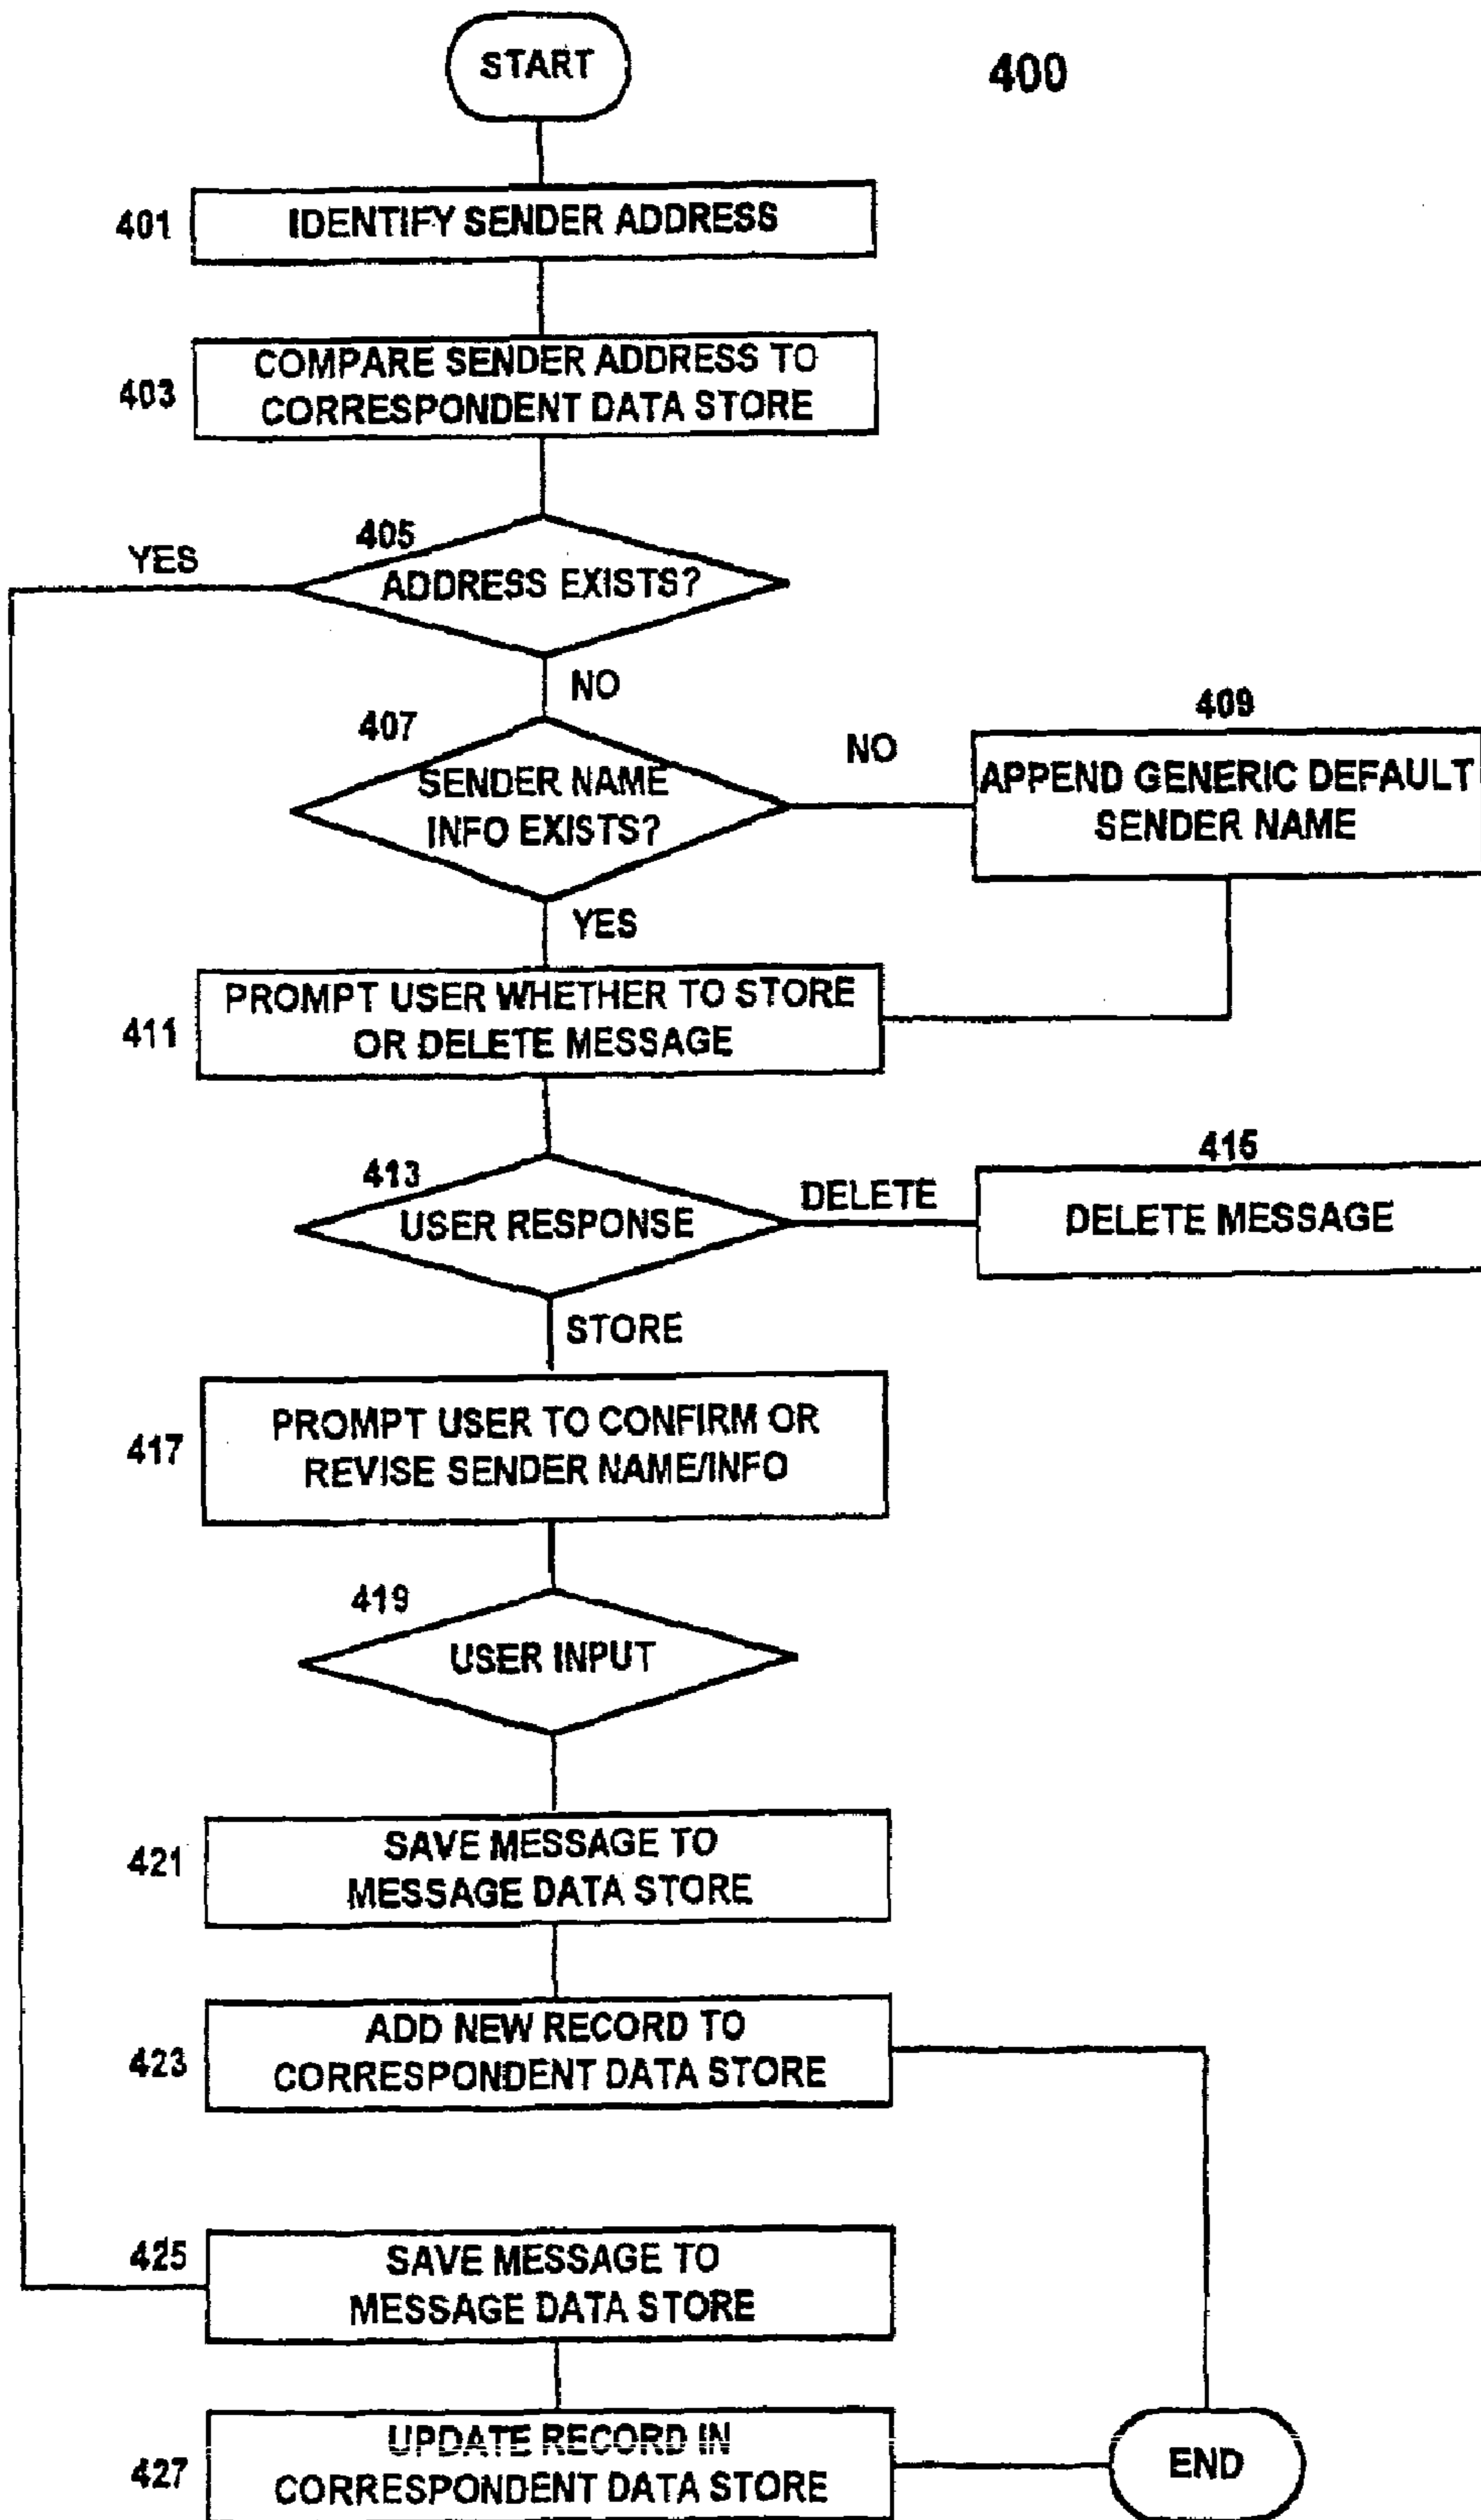 START
400
401
IDENTIFY SENDER ADDRESS
403
COMPARE SENDER ADDRESS TO
CORRESPONDENT DATA STORE
405
YES
ADDRESS EXISTS?
NO
407
SENDER NAME
INFO EXISTS?
NO
409
APPEND GENERIC DEFAULT
SENDER NAME
YES
411
PROMPT USER WHETHER TO STORE
OR DELETE MESSAGE
413
USER RESPONSE
DELETE
415
DELETE MESSAGE
STORE
417
PROMPT USER TO CONFIRM OR
REVISE SENDER NAME/INFO
419
USER INPUT
421
SAVE MESSAGE TO
MESSAGE DATA STORE
423
ADD NEW RECORD TO
CORRESPONDENT DATA STORE
425
SAVE MESSAGE TO
MESSAGE DATA STORE
427
UPDATE RECORD IN
CORRESPONDENT DATA STORE
END